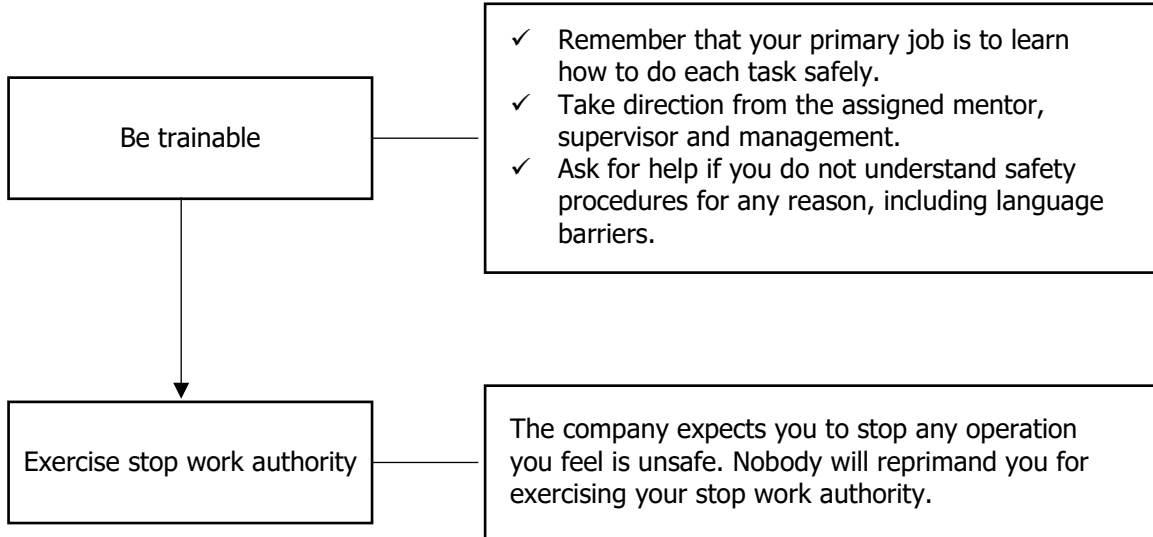 Be trainable
✓ Remember that your primary job is to learn
how to do each task safely.
✓ Take direction from the assigned mentor,
supervisor and management.
✓ Ask for help if you do not understand safety
procedures for any reason, including language
barriers.
Exercise stop work authority
The company expects you to stop any operation
you feel is unsafe. Nobody will reprimand you for
exercising your stop work authority.